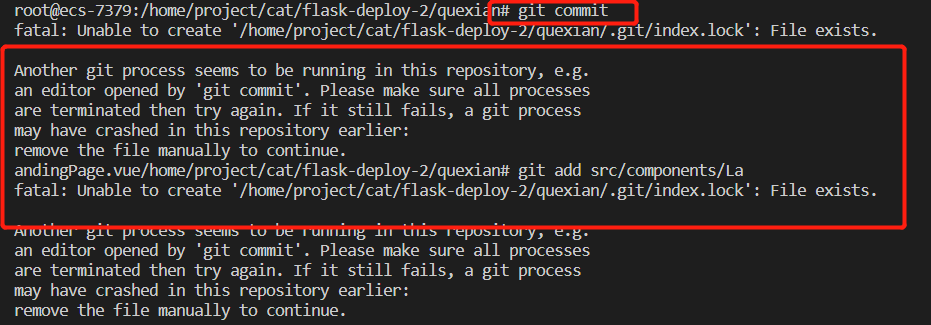 root@ecs-7379:/home/project/cat/flask-deploy-2/quexian# git commit
fatal: Unable to create '/home/project/cat/flask-deploy-2/quexian/.git/index.lock': File exists.
Another git process seems to be running in this repository, e.g.
an editor opened by 'git commit'. Please make sure all processes
are terminated then try again. If it still fails, a git process
may have crashed in this repository earlier:
remove the file manually to continue.
andingPage.vue/home/project/cat/flask-deploy-2/quexian# git add src/components/La
fatal: Unable to create '/home/project/cat/flask-deploy-2/quexian/.git/index.lock': File exists.
Another git process seems to be running in this repository, e.g.
an editor opened by 'git commit'. Please make sure all processes
are terminated then try again. If it still fails, a git process
may have crashed in this repository earlier:
remove the file manually to continue.